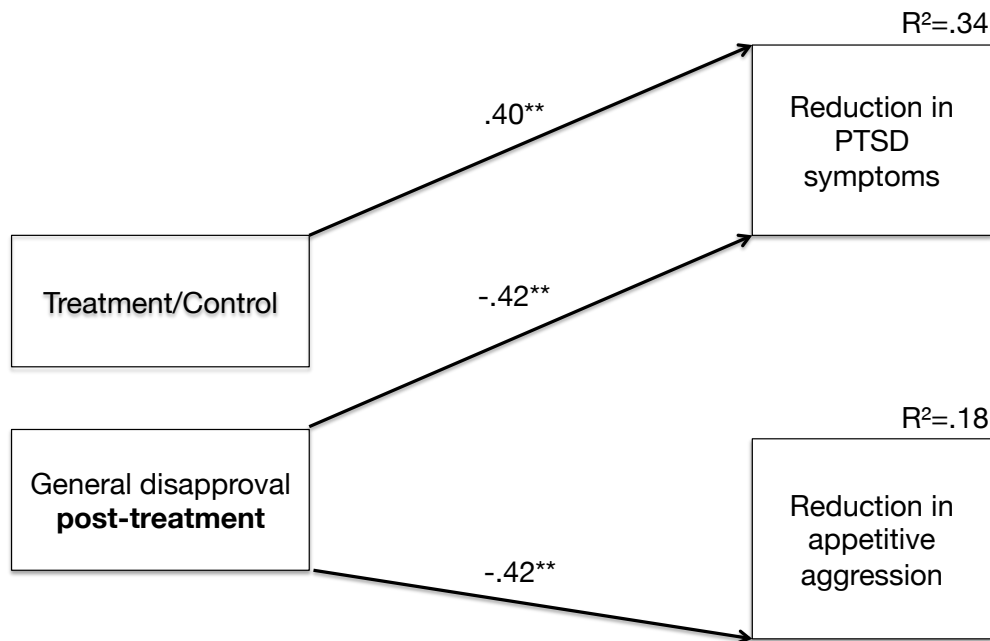 R²=.34
Reduction in
PTSD
symptoms
.40**
Treatment/Control
-.42**
R²=.18
General disapproval
post-treatment
Reduction in
appetitive
aggression
-.42**